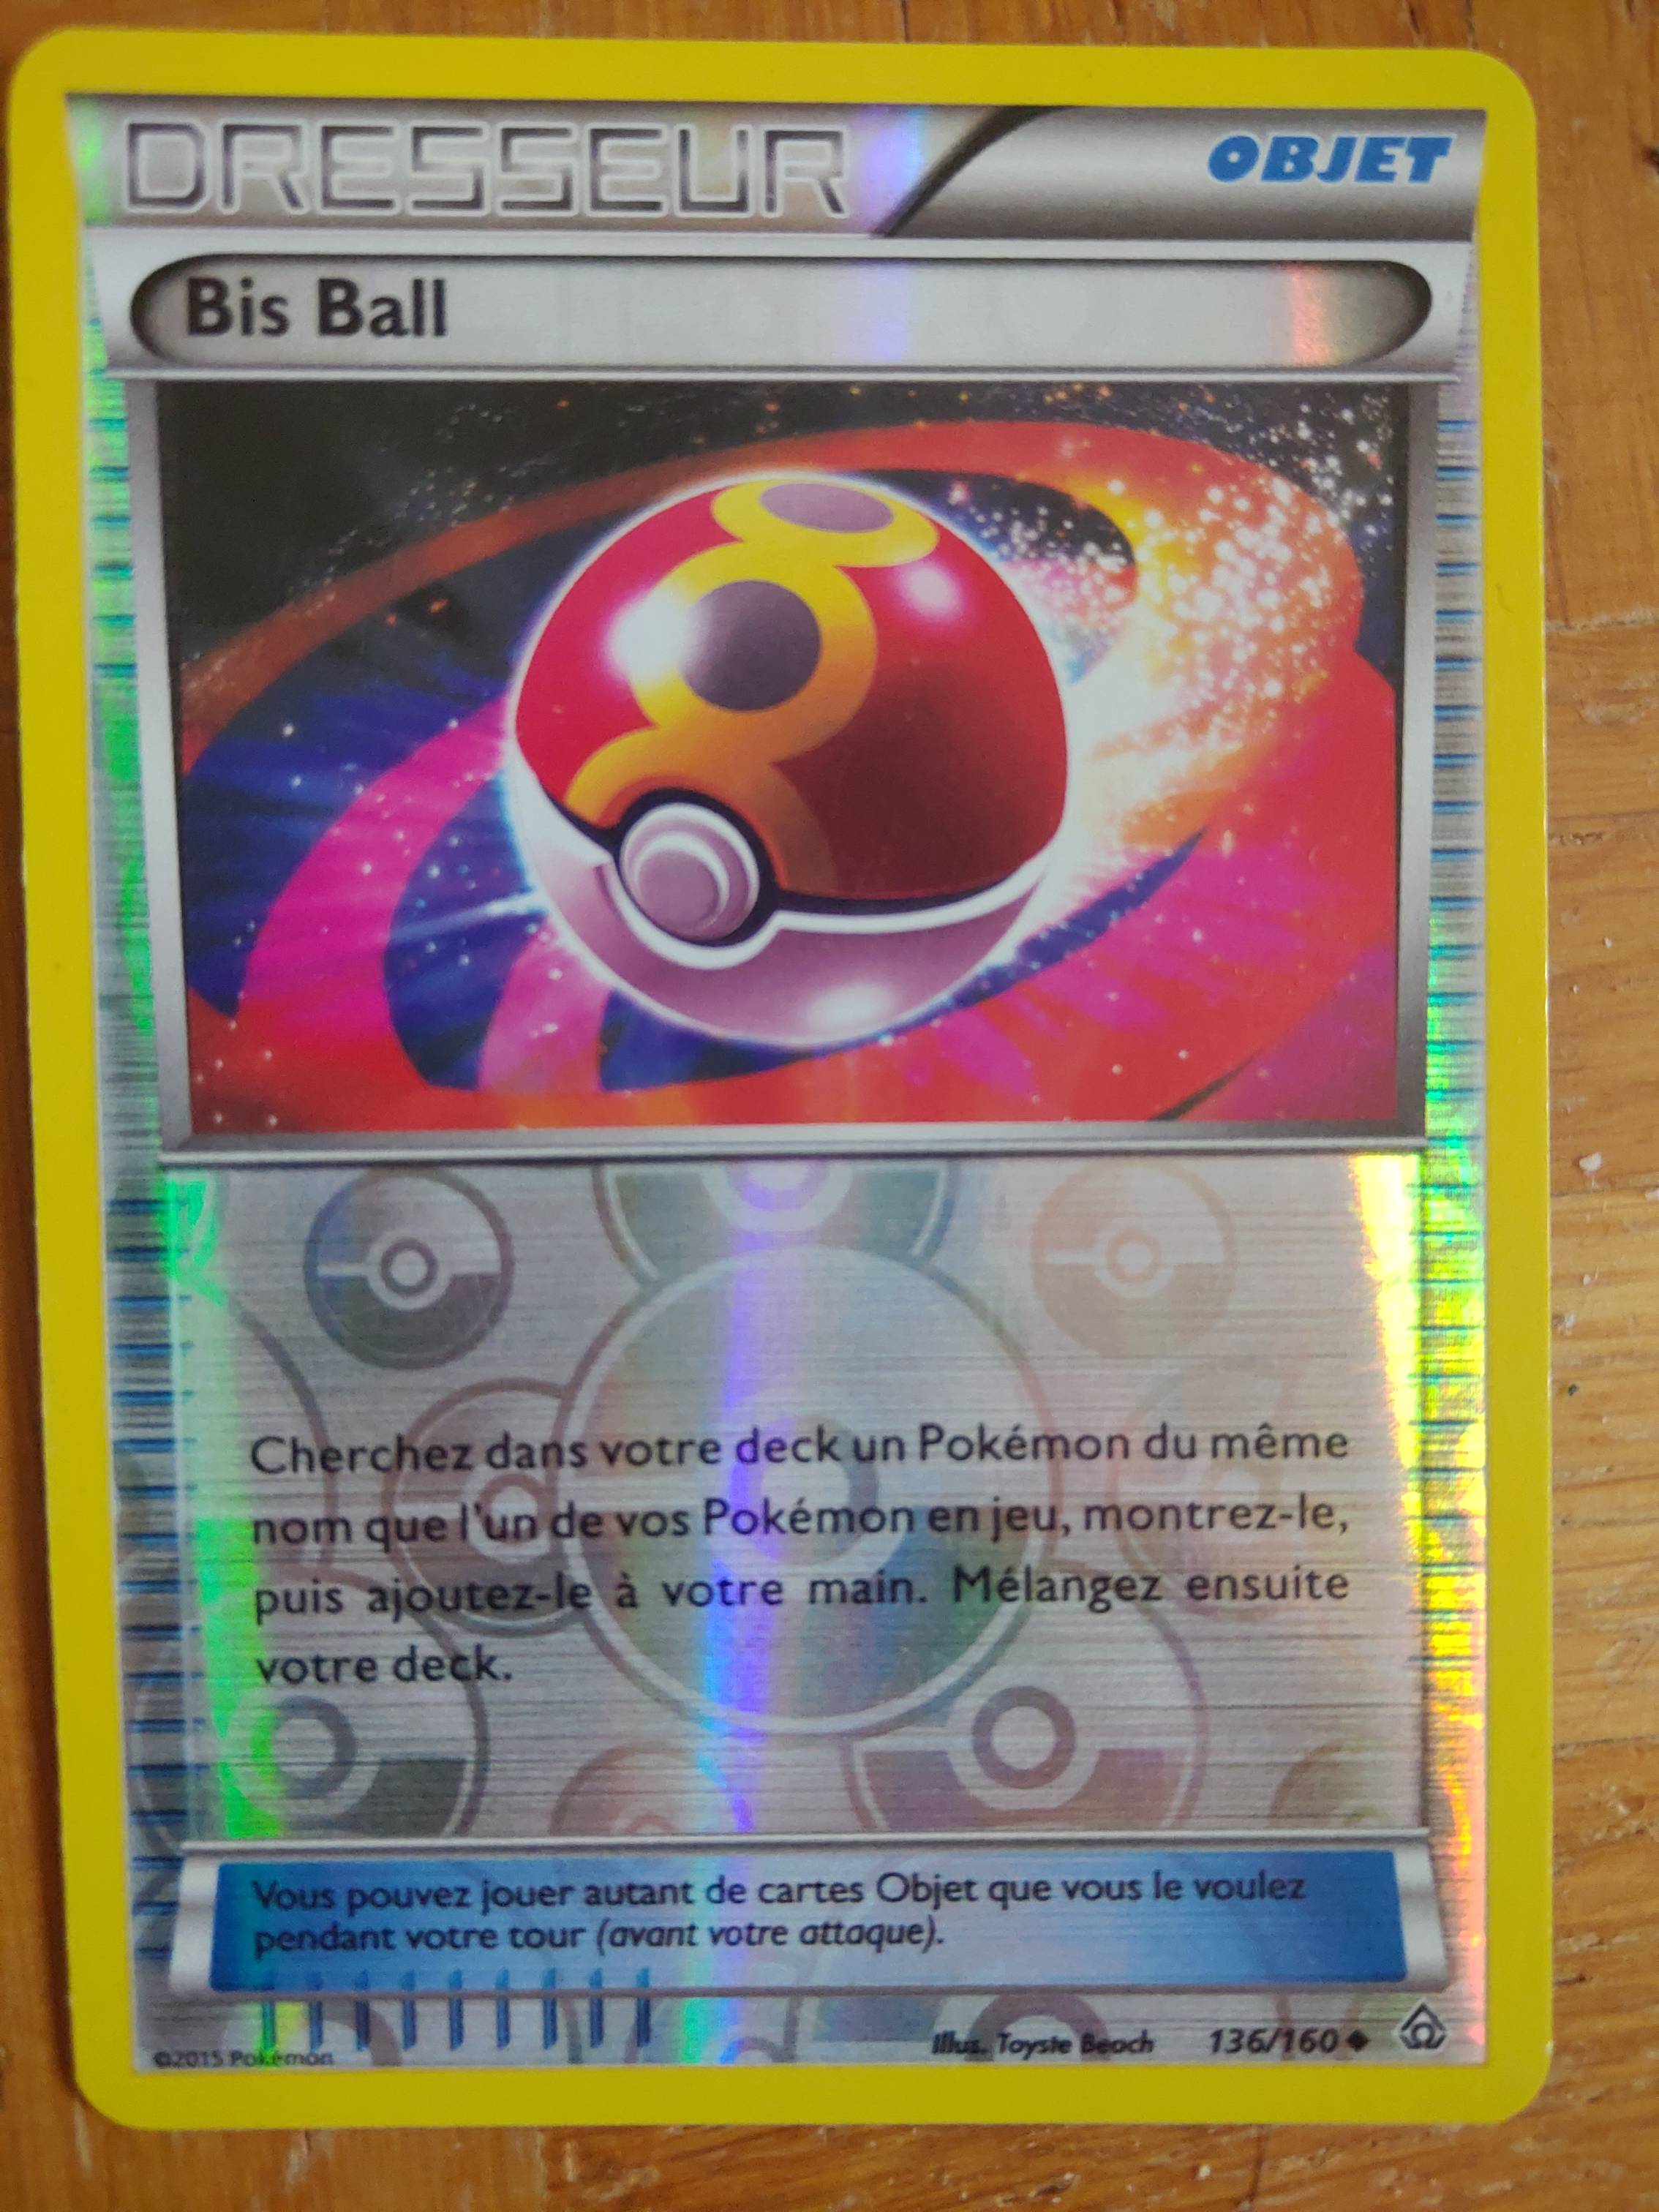 DRESSEUR
OBJET
Bis Ball
Cherchez dans votre deck un Pokémon du même
nom que l'un de vos Pokémon en jeu, montrez-le,
puis ajoutez-le à votre main. Mélangez ensuite
votre deck.
Vous pouvez jouer autant de cartes Objet que vous le voulez
pendant votre tour (avant votre attaque).
Illus. Toyste Beach 136/160
©2015 Pokémon